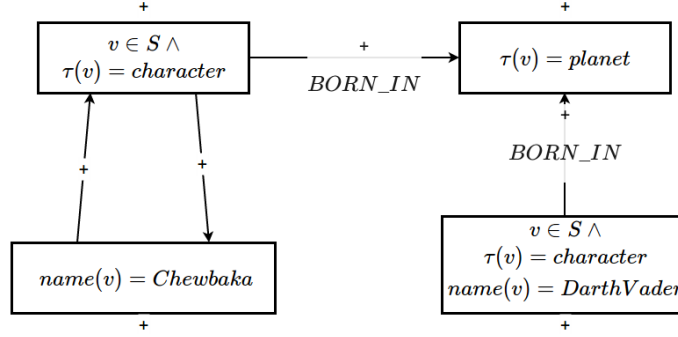 +
+
v ∈ S ∧
τ(v) = character
+
BORN_IN
τ(v) = planet
+
+
+
BORN_IN
name(v) = Chewbaka
v ∈ S ∧
τ(v) = character
name(v) = DarthVader
+
+
+